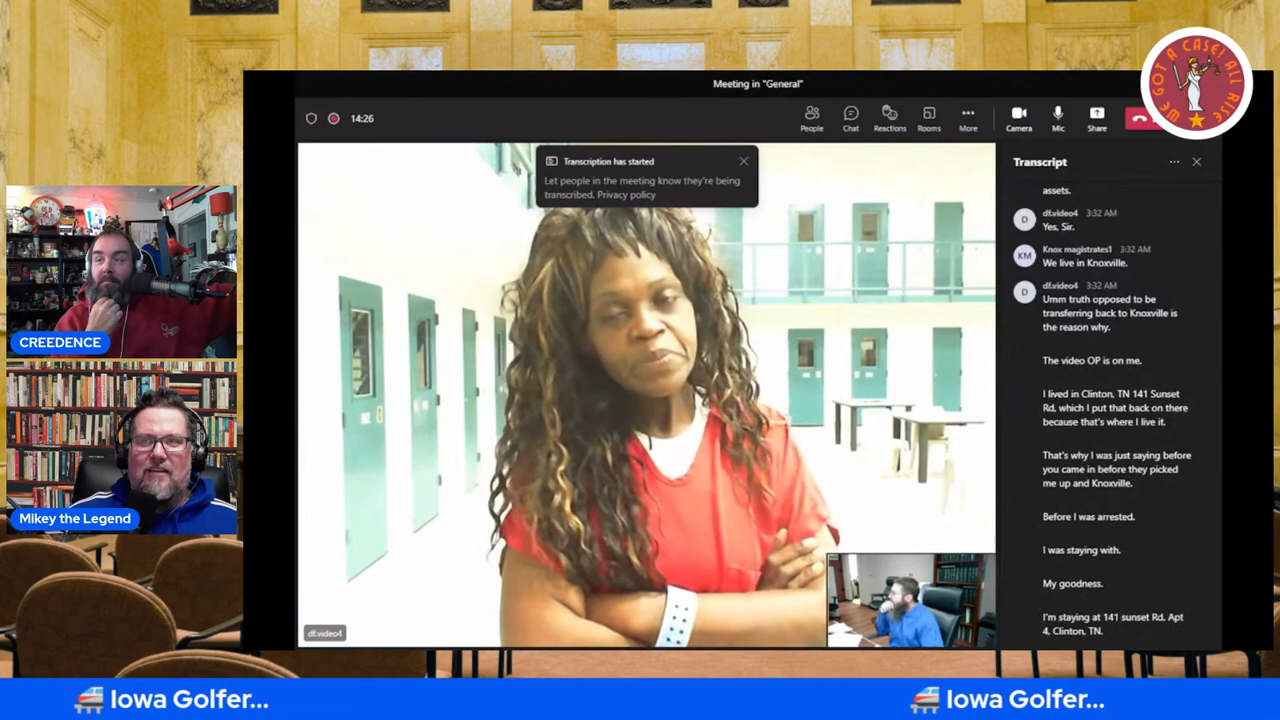 WE GOT A CASE! ALL RISE
Meeting in "General"
14:26
People
Chat
Reactions
Rooms
More
Camera
Mic
Share
Transcription has started
Let people in the meeting know they're being
transcribed. Privacy policy
Transcript
assets.
D
df.video4 3:32 AM
Yes, Sir.
KM
Knox magistrates1 3:32 AM
We live in Knoxville.
D
df.video4 3:32 AM
Umm truth opposed to be
transferring back to Knoxville is
the reason why.
The video OP is on me.
I lived in Clinton, TN 141 Sunset
Rd, which I put that back on there
because that's where I live it.
That's why I was just saying before
you came in before they picked
me up and Knoxville.
Before I was arrested.
I was staying with.
My goodness.
I'm staying at 141 sunset Rd, Apt
4, Clinton, TN.
CREEDENCE
Mikey the Legend
df.video4
Iowa Golfer...
Iowa Golfer...